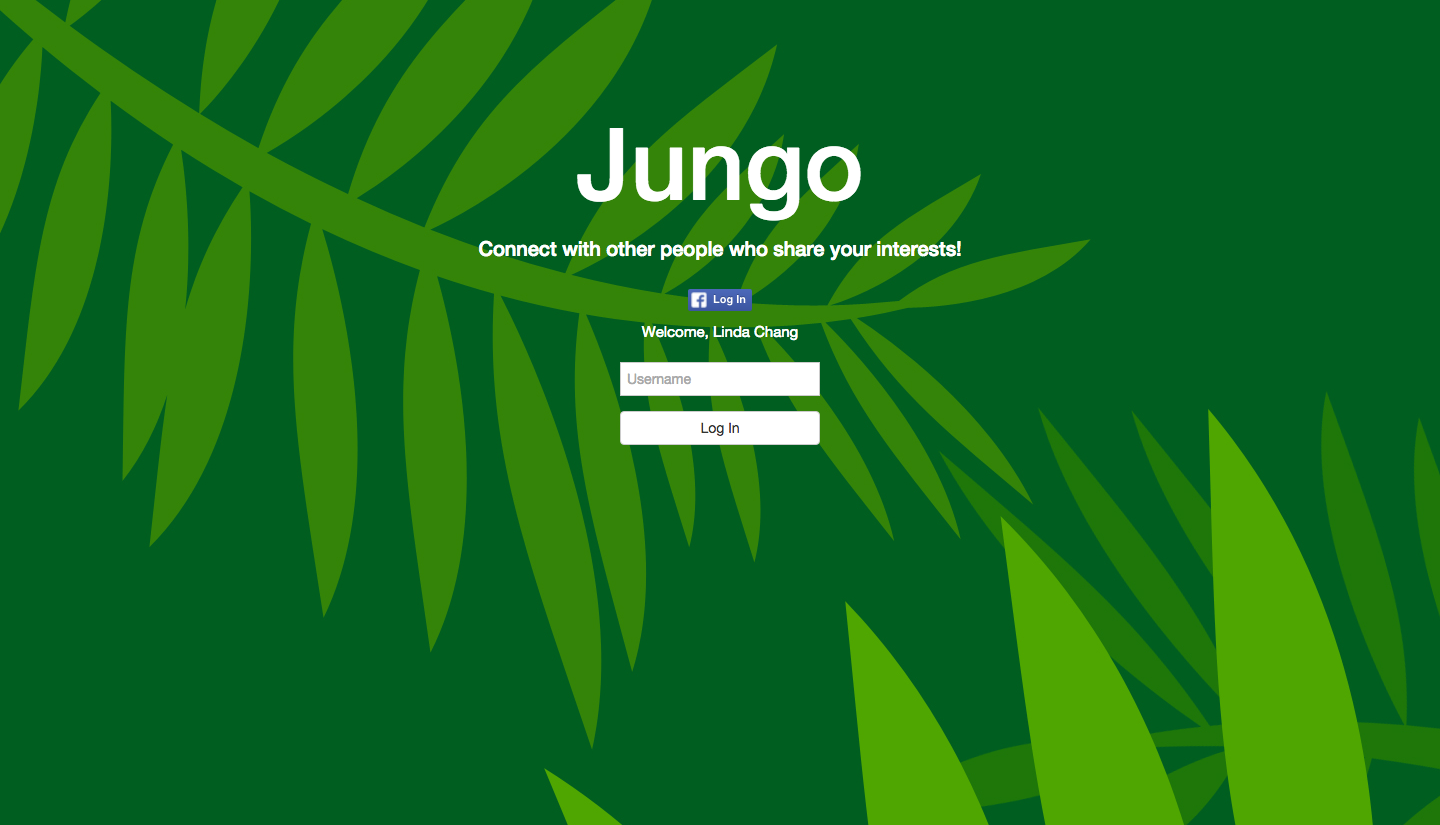 Jungo
Connect with other people who share your interests!
Log In
Welcome, Linda Chang
Username
Log In